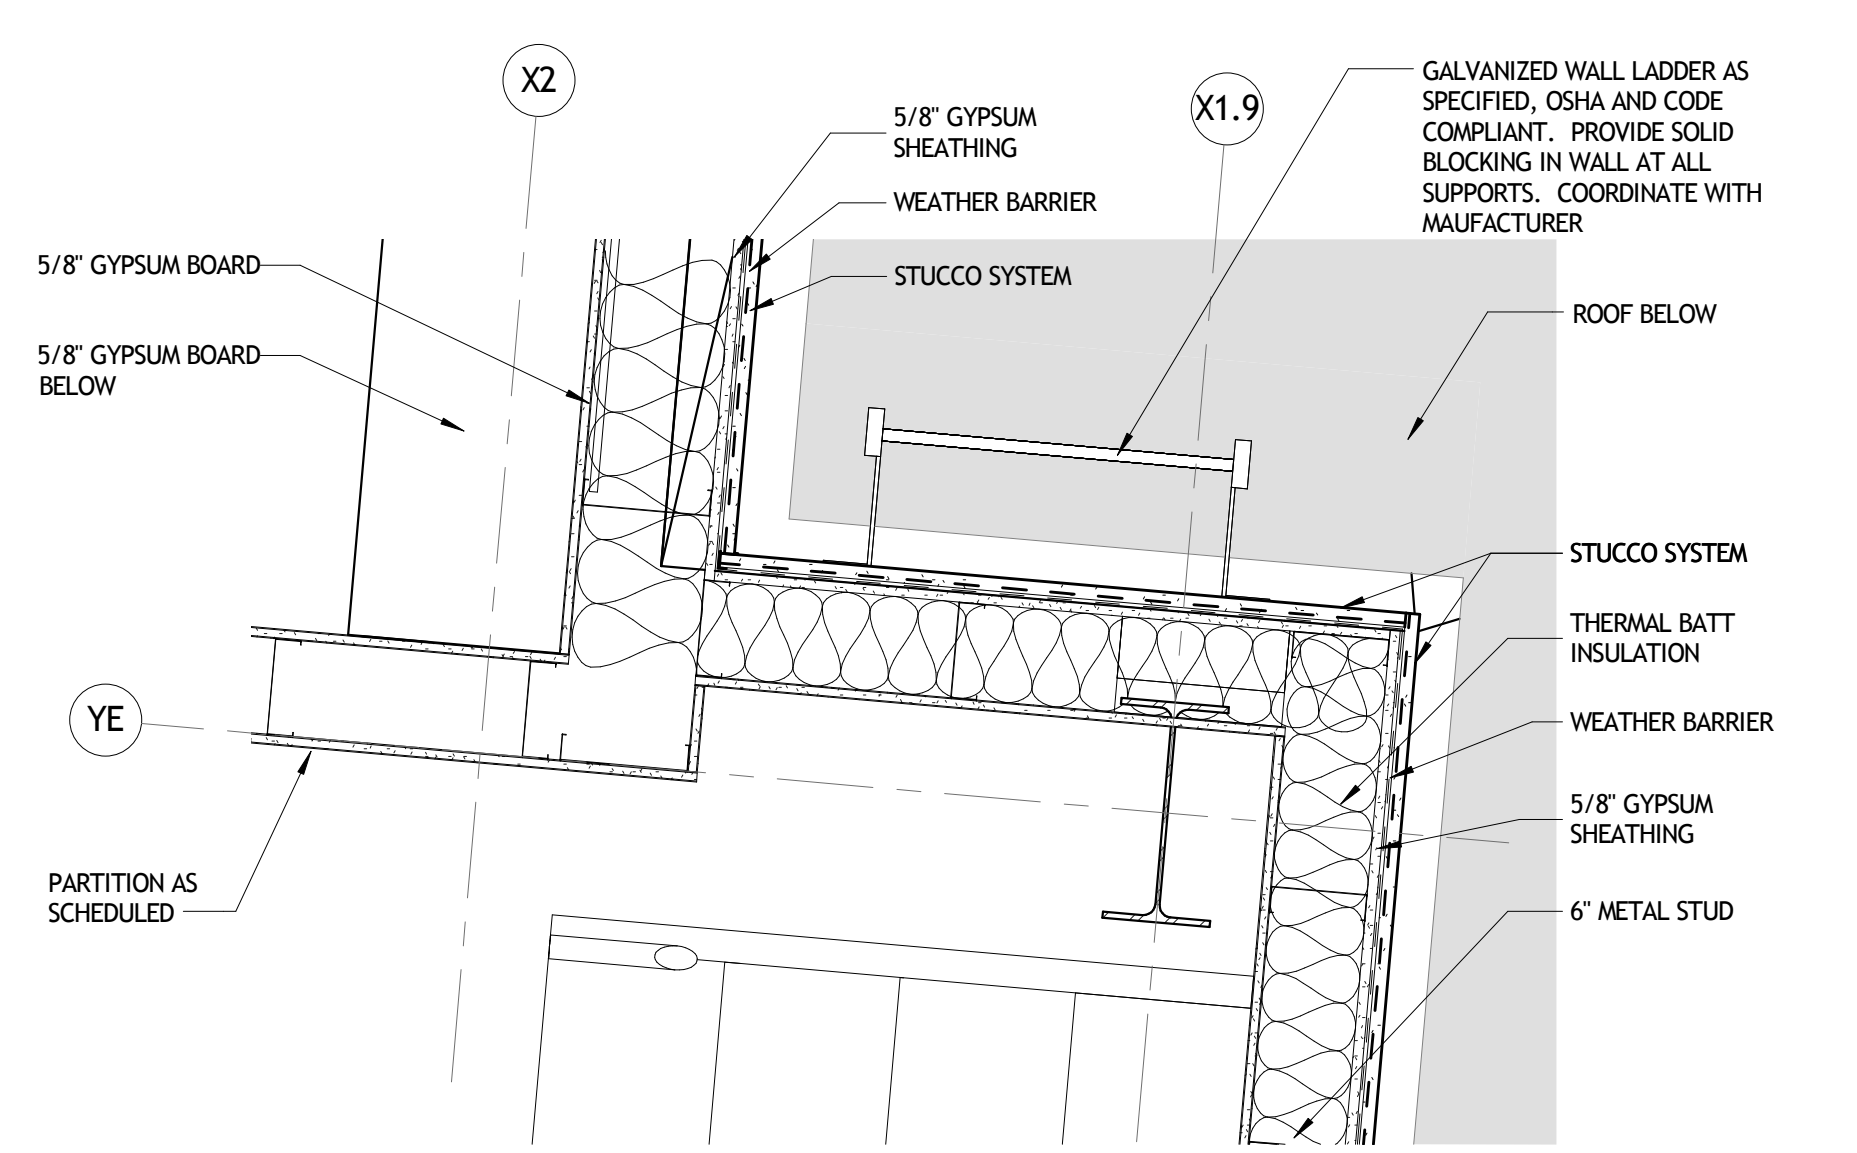 X2
X1.9
GALVANIZED WALL LADDER AS
SPECIFIED, OSHA AND CODE
COMPLIANT. PROVIDE SOLID
BLOCKING IN WALL AT ALL
SUPPORTS. COORDINATE WITH
MAUFACTURER
5/8" GYPSUM
SHEATHING
WEATHER BARRIER
STUCCO SYSTEM
5/8" GYPSUM BOARD
5/8" GYPSUM BOARD
BELOW
ROOF BELOW
STUCCO SYSTEM
THERMAL BATT
INSULATION
WEATHER BARRIER
5/8" GYPSUM
SHEATHING
6" METAL STUD
YE
PARTITION AS
SCHEDULED